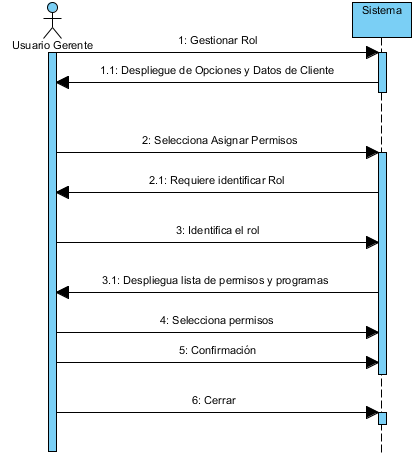 Sistema
Usuario Gerente
1: Gestionar Rol
1.1: Despliegue de Opciones y Datos de Cliente
2: Selecciona Asignar Permisos
2.1: Requiere identificar Rol
3: Identifica el rol
3.1: Despliegua lista de permisos y programas
4: Selecciona permisos
5: Confirmación
6: Cerrar